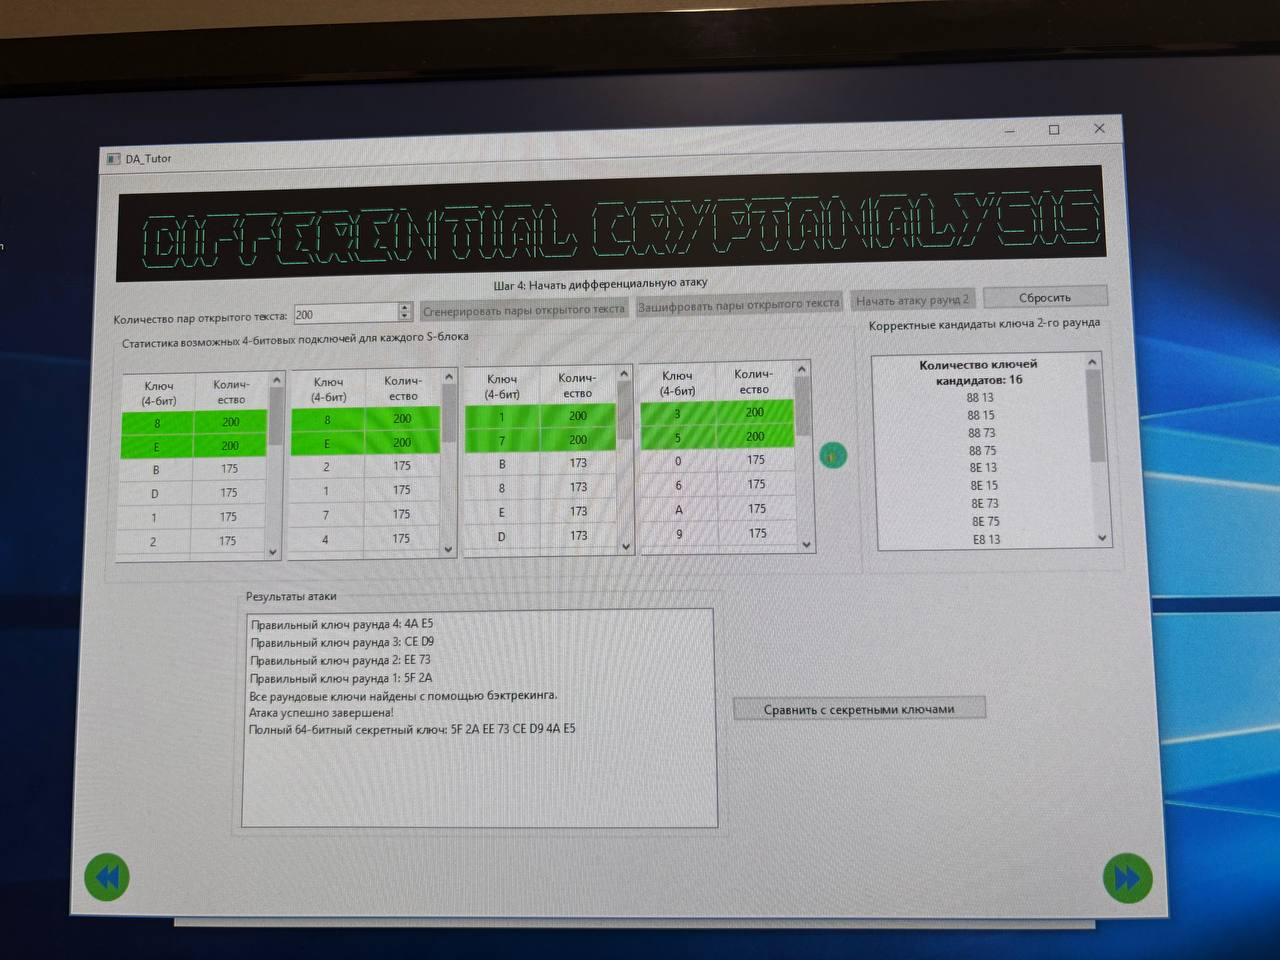 DA_Tutor
DIFFERENTIAL CRYPTANALYSIS
Шаг 4: Начать дифференциальную атаку
Количество пар открытого текста: 200 Сгенерировать пары открытого текста Зашифровать пары открытого текста Начать атаку раунд 2 Сбросить
Статистика возможных 4-битовых подключей для каждого S-блока
Ключ (4-бит) Колич-ество
8 200
E 200
B 175
D 175
1 175
2 175
Ключ (4-бит) Колич-ество
8 200
E 200
2 175
1 175
7 175
4 175
Ключ (4-бит) Колич-ество
1 200
7 200
B 173
8 173
E 173
D 173
Ключ (4-бит) Колич-ество
3 200
5 200
0 175
6 175
A 175
9 175
Корректные кандидаты ключа 2-го раунда
Количество ключей
кандидатов: 16
88 13
88 15
88 73
88 75
8E 13
8E 15
8E 73
8E 75
E8 13
Результаты атаки
Правильный ключ раунда 4: 4A E5
Правильный ключ раунда 3: CE D9
Правильный ключ раунда 2: EE 73
Правильный ключ раунда 1: 5F 2A
Все раундовые ключи найдены с помощью бэктрекинга.
Атака успешно завершена!
Полный 64-битный секретный ключ: 5F 2A EE 73 CE D9 4A E5
Сравнить с секретными ключами